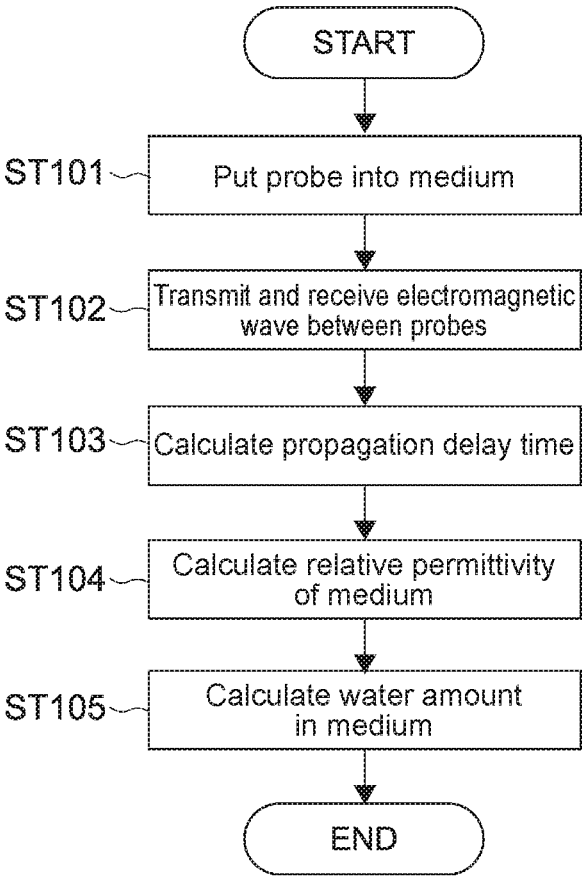 START
ST101
Put probe into medium
ST102
Transmit and receive electromagnetic
wave between probes
ST103
Calculate propagation delay time
ST104
Calculate relative permittivity
of medium
ST105
Calculate water amount
in medium
END